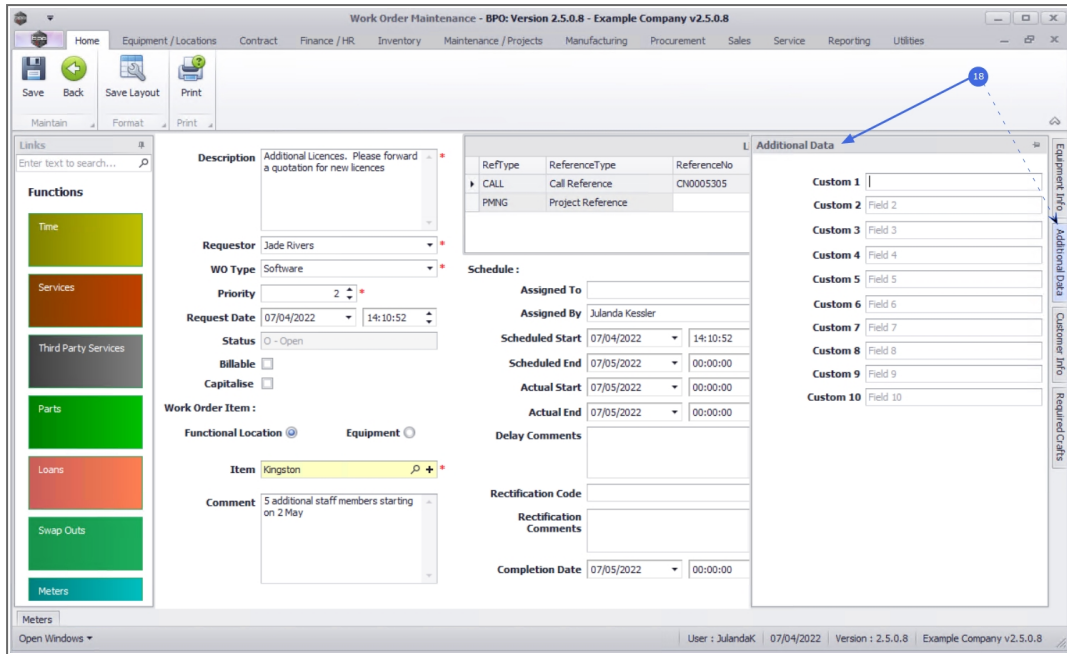 Work Order Maintenance - BPO: Version 2.5.0.8 - Example Company v2.5.0.8
bpo Home Equipment / Locations Contract Finance / HR Inventory Maintenance / Projects Manufacturing Procurement Sales Service Reporting Utilities
Save Back Save Layout Print
Maintain Format Print
18
Links
Enter text to search...
Functions
Time
Services
Third Party Services
Parts
Loans
Swap Outs
Meters
Description Additional Licences. Please forward *
a quotation for new licences
Requestor Jade Rivers *
WO Type Software *
Priority 2 *
Request Date 07/04/2022 14:10:52
Status O - Open
Billable
Capitalise
Work Order Item :
Functional Location Equipment
Item Kingston *
Comment 5 additional staff members starting
on 2 May
RefType ReferenceType ReferenceNo
CALL Call Reference CN0005305
PMNG Project Reference
Schedule :
Assigned To
Assigned By Julanda Kessler
Scheduled Start 07/04/2022 14:10:52
Scheduled End 07/05/2022 00:00:00
Actual Start 07/05/2022 00:00:00
Actual End 07/05/2022 00:00:00
Delay Comments
Rectification Code
Rectification
Comments
Completion Date 07/05/2022 00:00:00
Additional Data
Custom 1
Custom 2 Field 2
Custom 3 Field 3
Custom 4 Field 4
Custom 5 Field 5
Custom 6 Field 6
Custom 7 Field 7
Custom 8 Field 8
Custom 9 Field 9
Custom 10 Field 10
Equipment Info
Additional Data
Customer Info
Required Crafts
Meters
Open Windows User : JulandaK 07/04/2022 Version : 2.5.0.8 Example Company v2.5.0.8